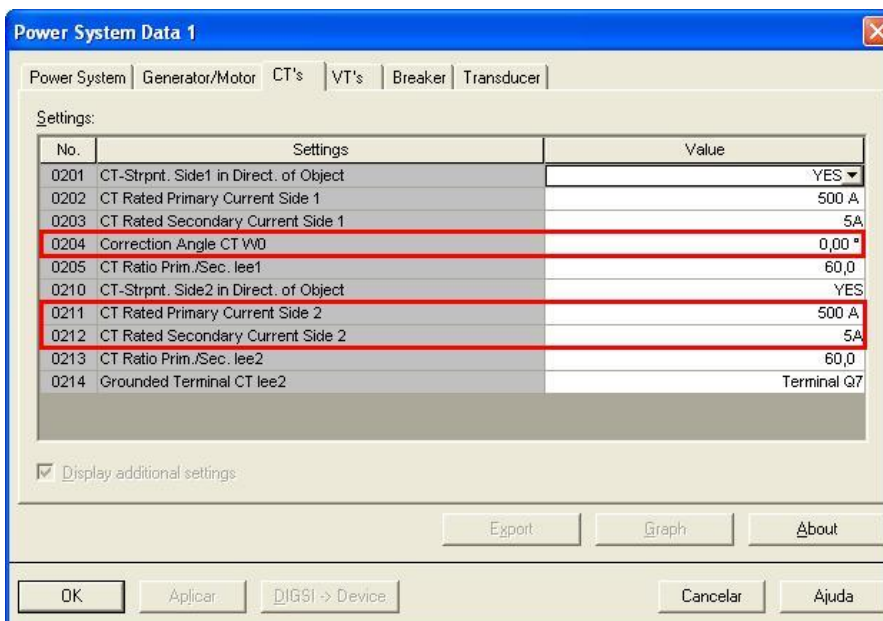 Power System Data 1
Power System Generator/Motor CT's VT's Breaker Transducer
Settings:
No. Settings Value
0201 CT-Strpnt. Side1 in Direct. of Object YES
0202 CT Rated Primary Current Side 1 500 A
0203 CT Rated Secondary Current Side 1 5A
0204 Correction Angle CT W0 0,00 °
0205 CT Ratio Prim./Sec. Iee1 60,0
0210 CT-Strpnt. Side2 in Direct. of Object YES
0211 CT Rated Primary Current Side 2 500 A
0212 CT Rated Secondary Current Side 2 5A
0213 CT Ratio Prim./Sec. Iee2 60,0
0214 Grounded Terminal CT Iee2 Terminal Q7
Display additional settings
Export Graph About
OK Aplicar DIGSI -> Device Cancelar Ajuda